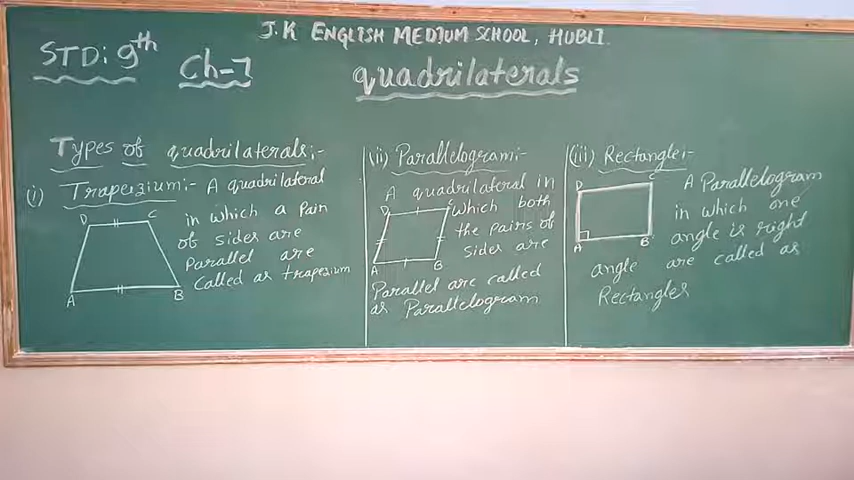 J.K ENGLISH MEDIUM SCHOOL, HUBLI
STD: 9th
Ch-7
quadrilaterals
Types of quadrilaterals:-
(i) Trapezium:- A quadrilateral
in which a Pair
of sides are
Parallel are
called as trapezium
D
C
A
B
(ii) Parallelogram:-
A quadrilateral in
which both
the pairs of
sides are
Parallel are called
as Parallelogram
D
C
A
B
(iii) Rectangle:-
A Parallelogram
in which one
angle is right
angle are called as
Rectangles
D
C
A
B